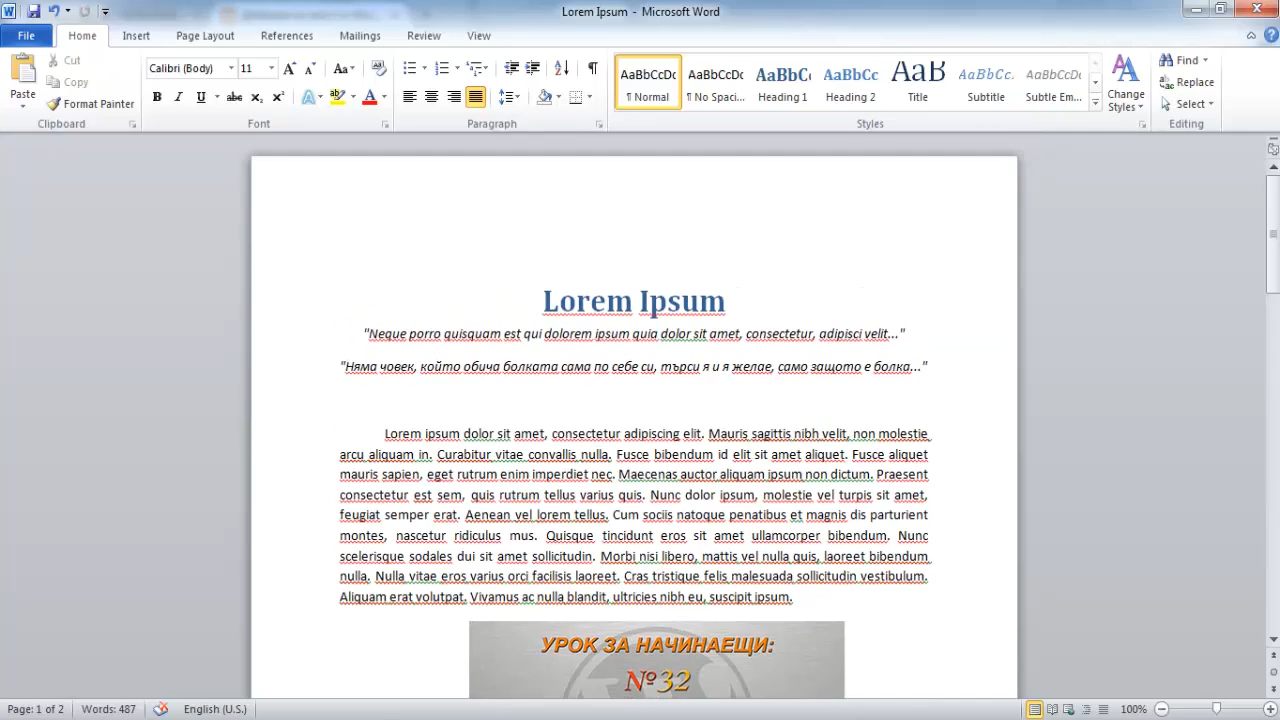 Lorem Ipsum - Microsoft Word
File Home Insert Page Layout References Mailings Review View
Paste
Cut
Copy
Format Painter
Clipboard
Calibri (Body) 11
Font
Paragraph
AaBbCcDc AaBbCcDc AaBbC AaBbCc AaB AaBbCc. AaBbCcDc
¶ Normal ¶ No Spaci... Heading 1 Heading 2 Title Subtitle Subtle Em...
Change Styles
Styles
Find
Replace
Select
Editing
Lorem Ipsum
"Neque porro quisquam est qui dolorem ipsum quia dolor sit amet, consectetur, adipisci velit..."
"Няма човек, който обича болката сама по себе си, търси я и я желае, само защото е болка..."
Lorem ipsum dolor sit amet, consectetur adipiscing elit. Mauris sagittis nibh velit, non molestie
arcu aliquam in. Curabitur vitae convallis nulla. Fusce bibendum id elit sit amet aliquet. Fusce aliquet
mauris sapien, eget rutrum enim imperdiet nec. Maecenas auctor aliquam ipsum non dictum. Praesent
consectetur est sem, quis rutrum tellus varius quis. Nunc dolor ipsum, molestie vel turpis sit amet,
feugiat semper erat. Aenean vel lorem tellus. Cum sociis natoque penatibus et magnis dis parturient
montes, nascetur ridiculus mus. Quisque tincidunt eros sit amet ullamcorper bibendum. Nunc
scelerisque sodales dui sit amet sollicitudin. Morbi nisi libero, mattis vel nulla quis, laoreet bibendum
nulla. Nulla vitae eros varius orci facilisis laoreet. Cras tristique felis malesuada sollicitudin vestibulum.
Aliquam erat volutpat. Vivamus ac nulla blandit, ultricies nibh eu, suscipit ipsum.
УРОК ЗА НАЧИНАЕЩИ:
№32
Page: 1 of 2 Words: 487 English (U.S.) 100%